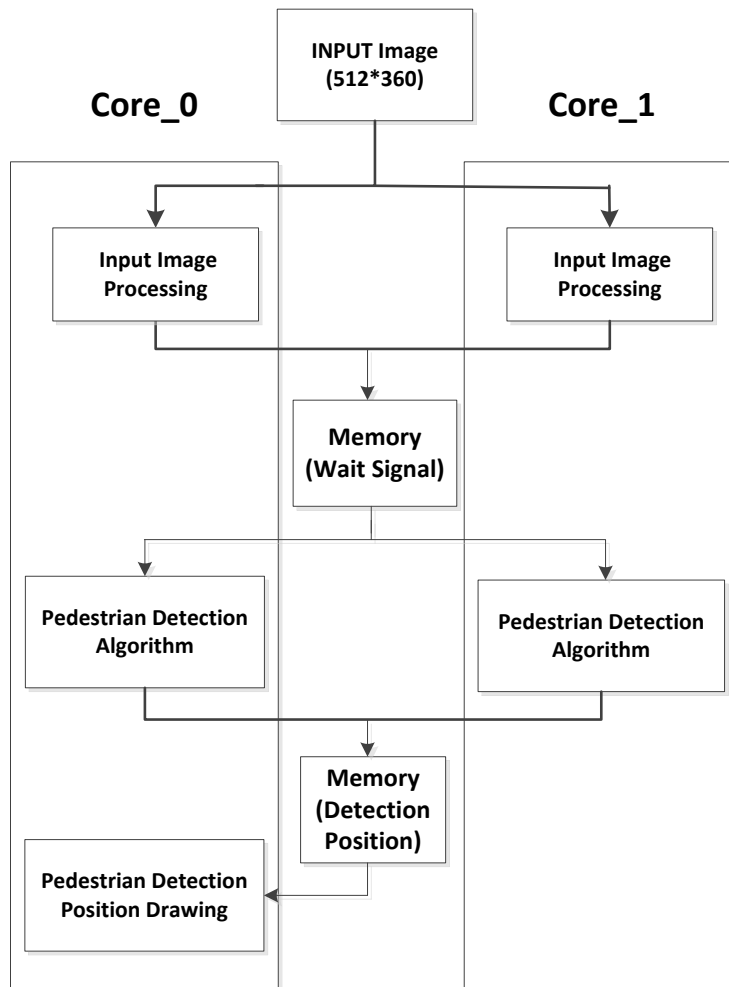 INPUT Image
(512*360)
Core_0
Core_1
Input Image
Processing
Input Image
Processing
Memory
(Wait Signal)
Pedestrian Detection
Algorithm
Pedestrian Detection
Algorithm
Memory
(Detection
Position)
Pedestrian Detection
Position Drawing